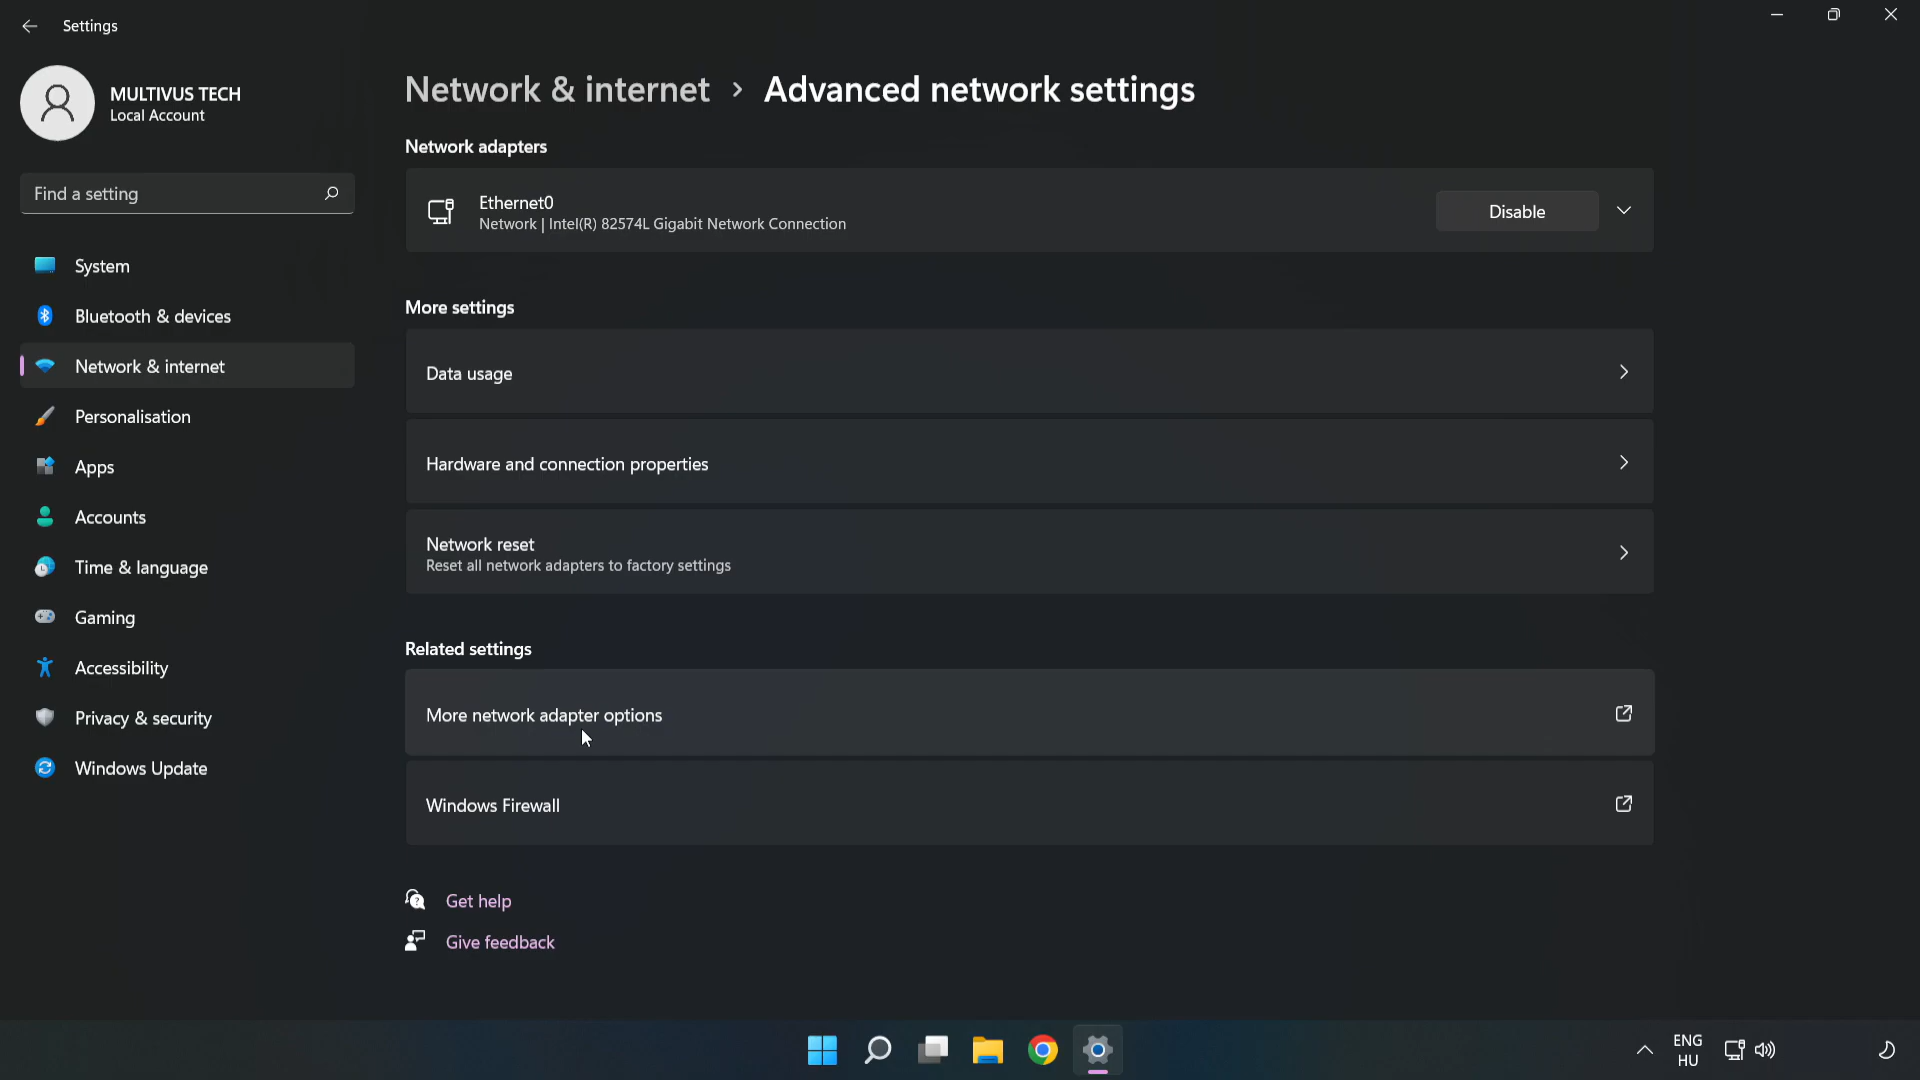 Settings
MULTIVUS TECH
Local Account
Find a setting
System
Bluetooth & devices
Network & internet
Personalisation
Apps
Accounts
Time & language
Gaming
Accessibility
Privacy & security
Windows Update
Network & internet > Advanced network settings
Network adapters
Ethernet0
Network | Intel(R) 82574L Gigabit Network Connection
Disable
More settings
Data usage
Hardware and connection properties
Network reset
Reset all network adapters to factory settings
Related settings
More network adapter options
Windows Firewall
Get help
Give feedback
ENG
HU